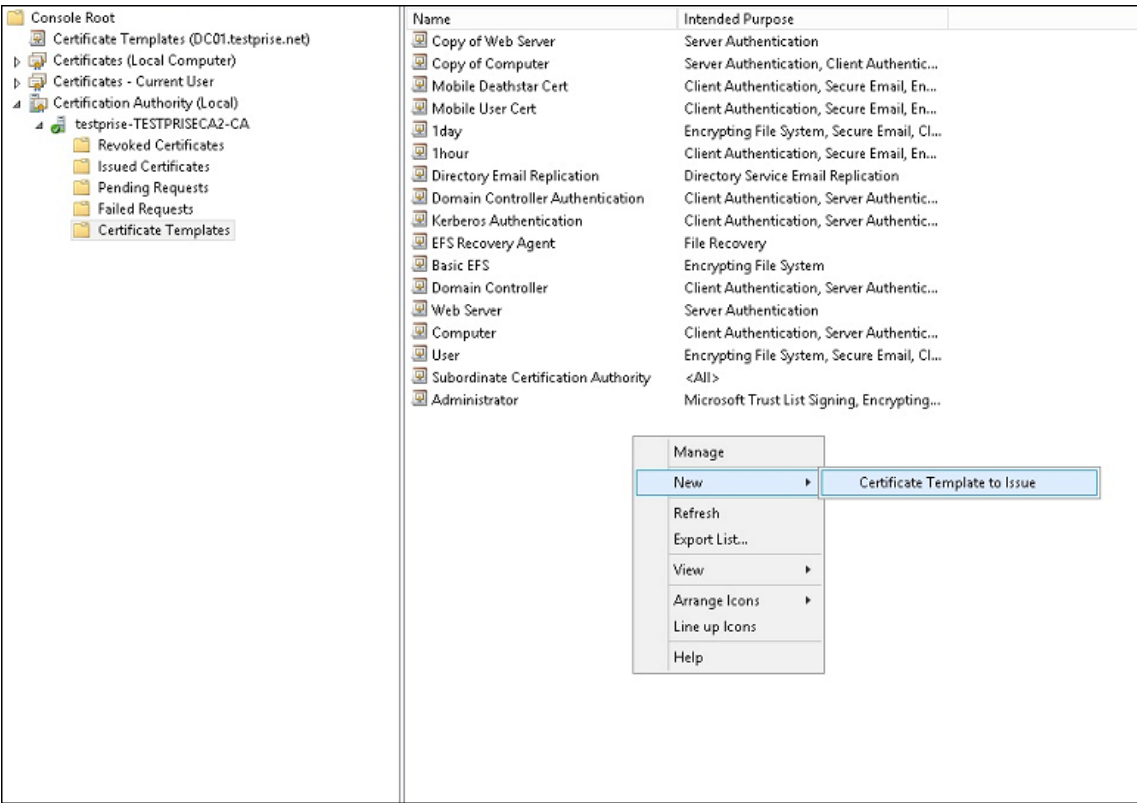 Console Root
Certificate Templates (DC01.testprise.net)
Certificates (Local Computer)
Certificates - Current User
Certification Authority (Local)
testprise-TESTPRISECA2-CA
Revoked Certificates
Issued Certificates
Pending Requests
Failed Requests
Certificate Templates
Name Intended Purpose
Copy of Web Server Server Authentication
Copy of Computer Server Authentication, Client Authentic...
Mobile Deathstar Cert Client Authentication, Secure Email, En...
Mobile User Cert Client Authentication, Secure Email, En...
1day Encrypting File System, Secure Email, Cl...
1hour Client Authentication, Secure Email, En...
Directory Email Replication Directory Service Email Replication
Domain Controller Authentication Client Authentication, Server Authentic...
Kerberos Authentication Client Authentication, Server Authentic...
EFS Recovery Agent File Recovery
Basic EFS Encrypting File System
Domain Controller Client Authentication, Server Authentic...
Web Server Server Authentication
Computer Client Authentication, Server Authentic...
User Encrypting File System, Secure Email, Cl...
Subordinate Certification Authority <All>
Administrator Microsoft Trust List Signing, Encrypting...
Manage
New Certificate Template to Issue
Refresh
Export List...
View
Arrange Icons
Line up Icons
Help